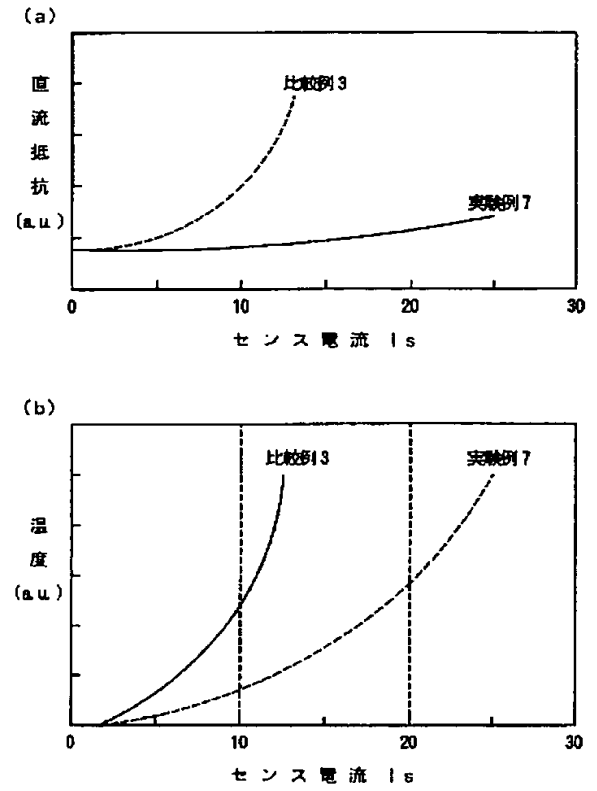 (a)
直流抵抗
(a.u.)
比較例3
実験例7
0 10 20 30
センス電流 Is
(b)
温度
(a.u.)
比較例3
実験例7
0 10 20 30
センス電流 Is